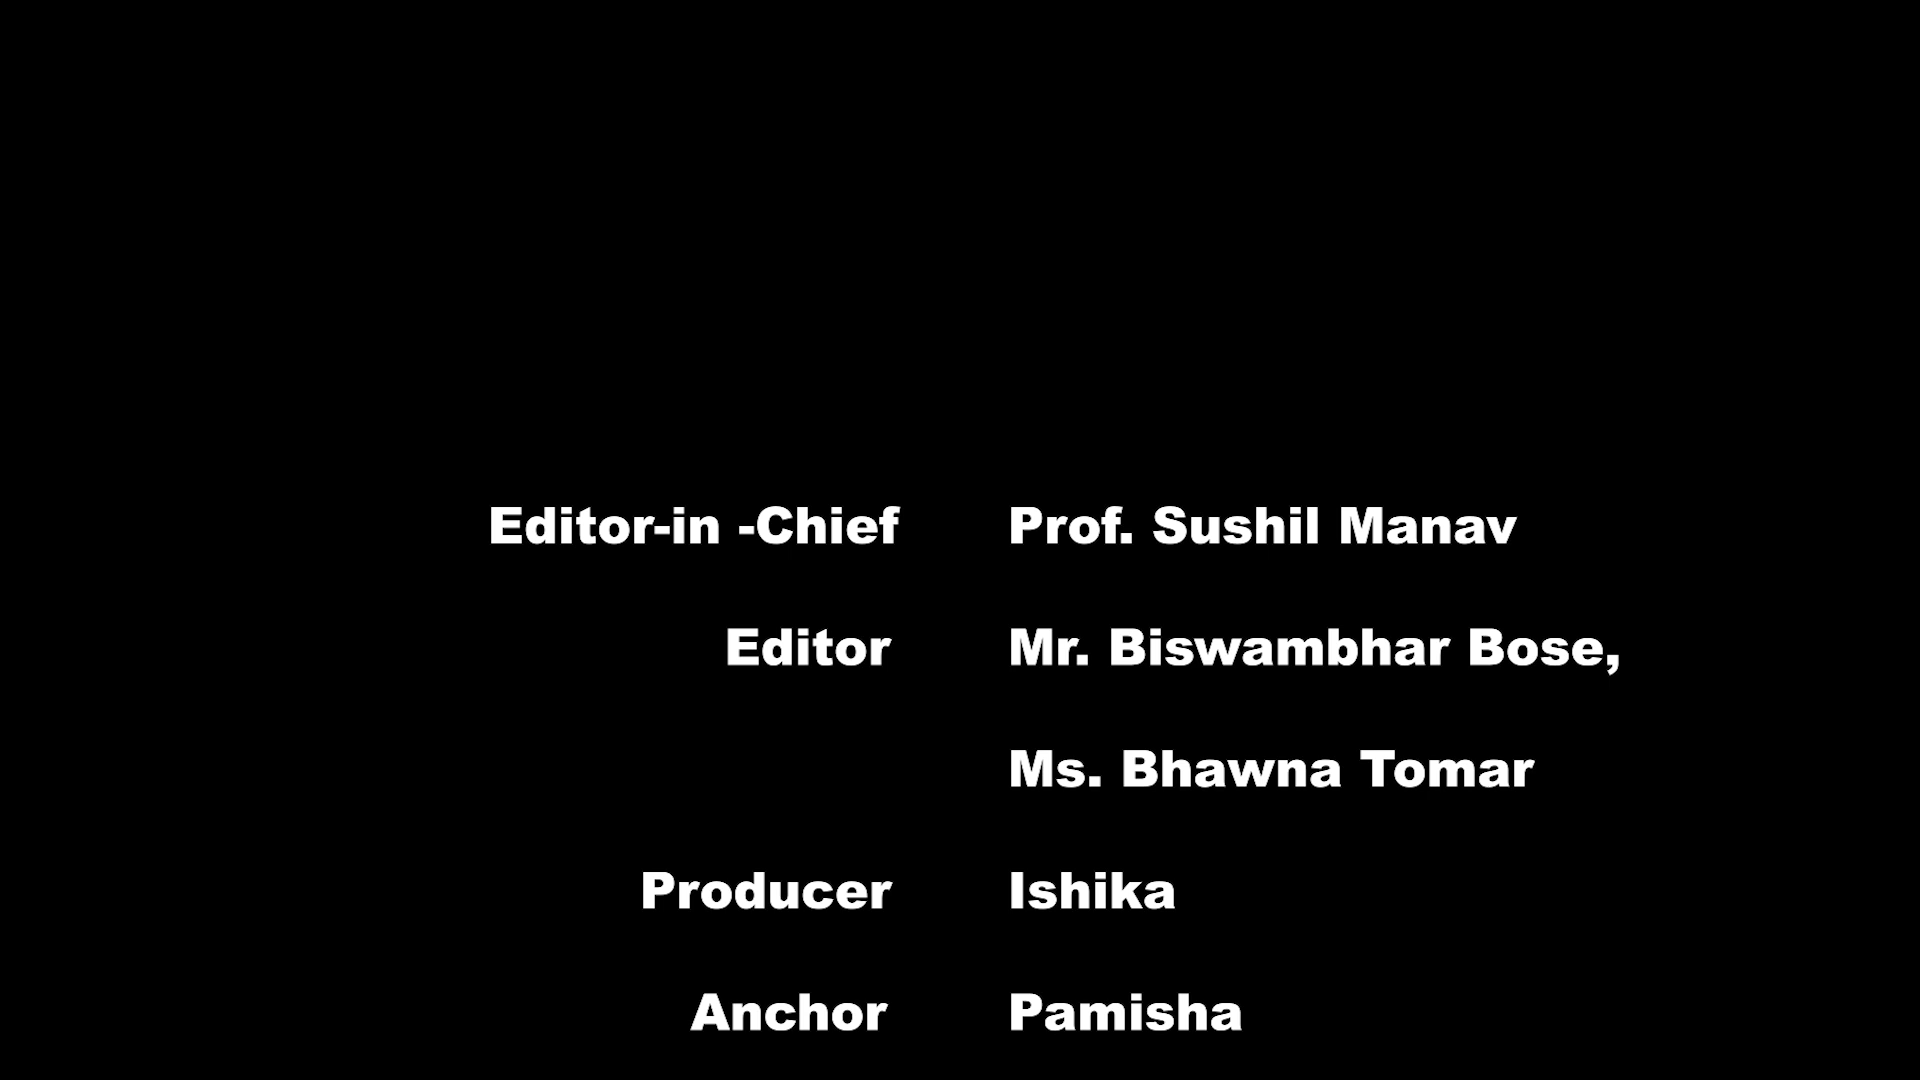 Editor-in -Chief Prof. Sushil Manav
Editor Mr. Biswambhar Bose,
Ms. Bhawna Tomar
Producer Ishika
Anchor Pamisha